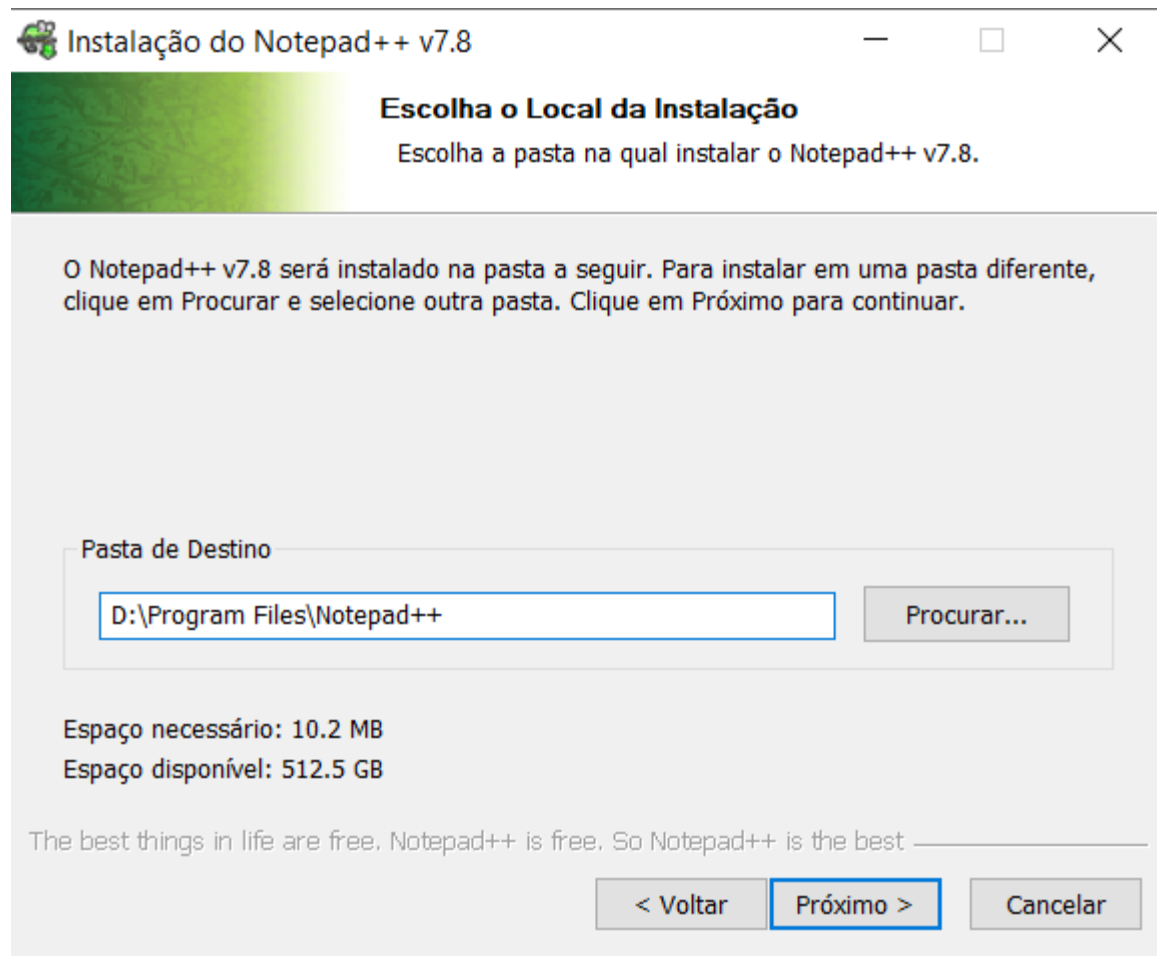 Instalação do Notepad++ v7.8
Escolha o Local da Instalação
Escolha a pasta na qual instalar o Notepad++ v7.8.
O Notepad++ v7.8 será instalado na pasta a seguir. Para instalar em uma pasta diferente,
clique em Procurar e selecione outra pasta. Clique em Próximo para continuar.
Pasta de Destino
D:\Program Files\Notepad++
Procurar...
Espaço necessário: 10.2 MB
Espaço disponível: 512.5 GB
The best things in life are free. Notepad++ is free. So Notepad++ is the best
< Voltar
Próximo >
Cancelar